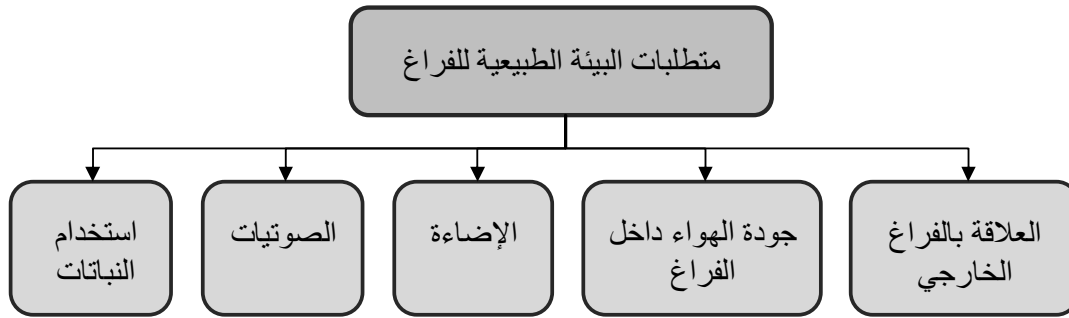 متطلبات البيئة الطبيعية للفراغ
العلاقة بالفراغ
الخارجي
جودة الهواء داخل
الفراغ
الإضاءة
الصوتيات
استخدام
النباتات